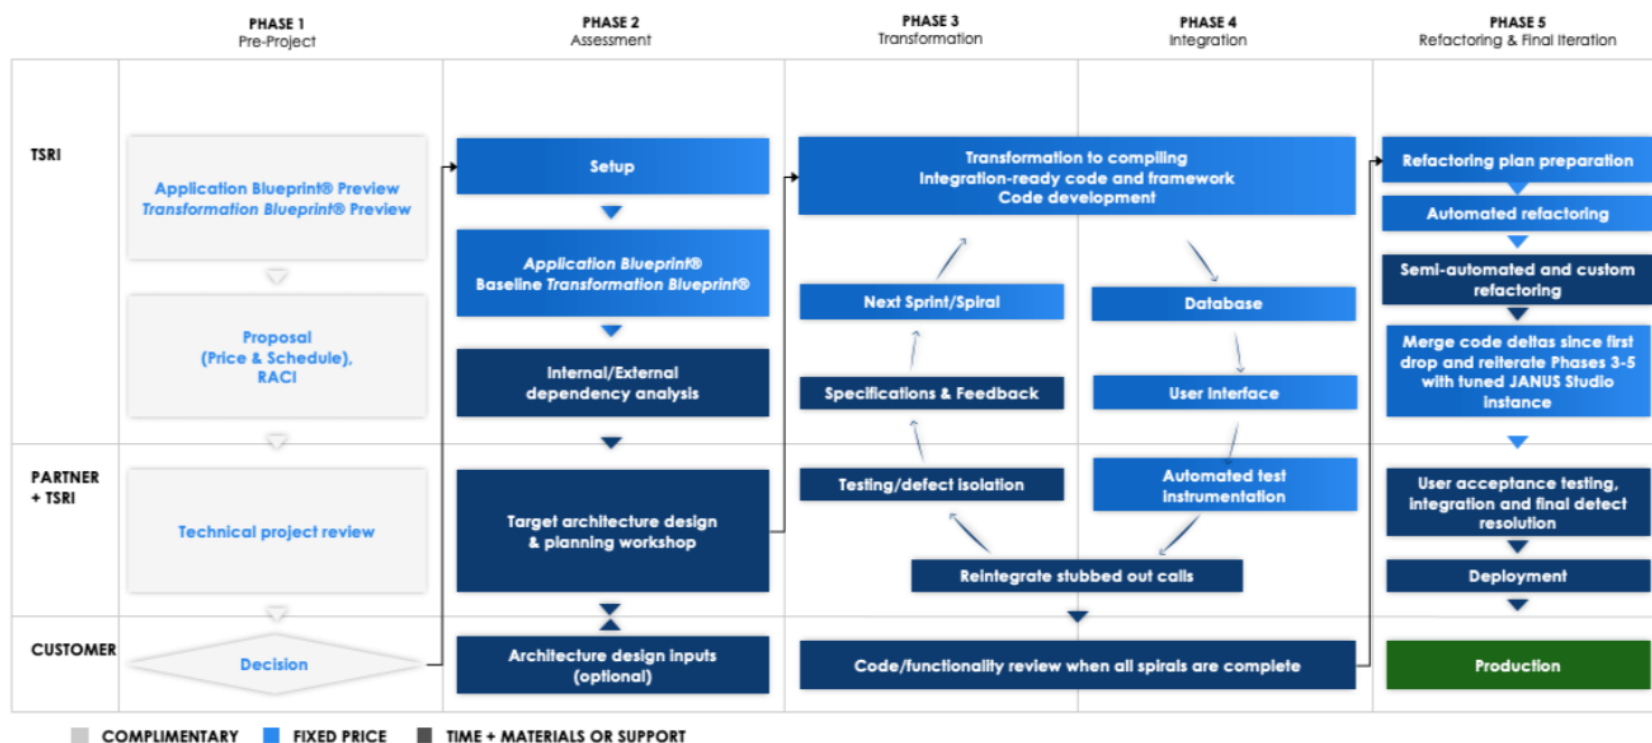 PHASE 1
Pre-Project
PHASE 2
Assessment
PHASE 3
Transformation
PHASE 4
Integration
PHASE 5
Refactoring & Final Iteration
TSRI
Application Blueprint® Preview
Transformation Blueprint® Preview
Proposal
(Price & Schedule),
RACI
Setup
Application Blueprint®
Baseline Transformation Blueprint®
Internal/External
dependency analysis
Transformation to compiling
Integration-ready code and framework
Code development
Next Sprint/Spiral
Specifications & Feedback
Database
User Interface
Refactoring plan preparation
Automated refactoring
Semi-automated and custom
refactoring
Merge code deltas since first
drop and reiterate Phases 3-5
with tuned JANUS Studio
instance
PARTNER
+ TSRI
Technical project review
Target architecture design
& planning workshop
Testing/defect isolation
Automated test
instrumentation
Reintegrate stubbed out calls
User acceptance testing,
integration and final detect
resolution
Deployment
CUSTOMER
Decision
Architecture design inputs
(optional)
Code/functionality review when all spirals are complete
Production
COMPLIMENTARY
FIXED PRICE
TIME + MATERIALS OR SUPPORT